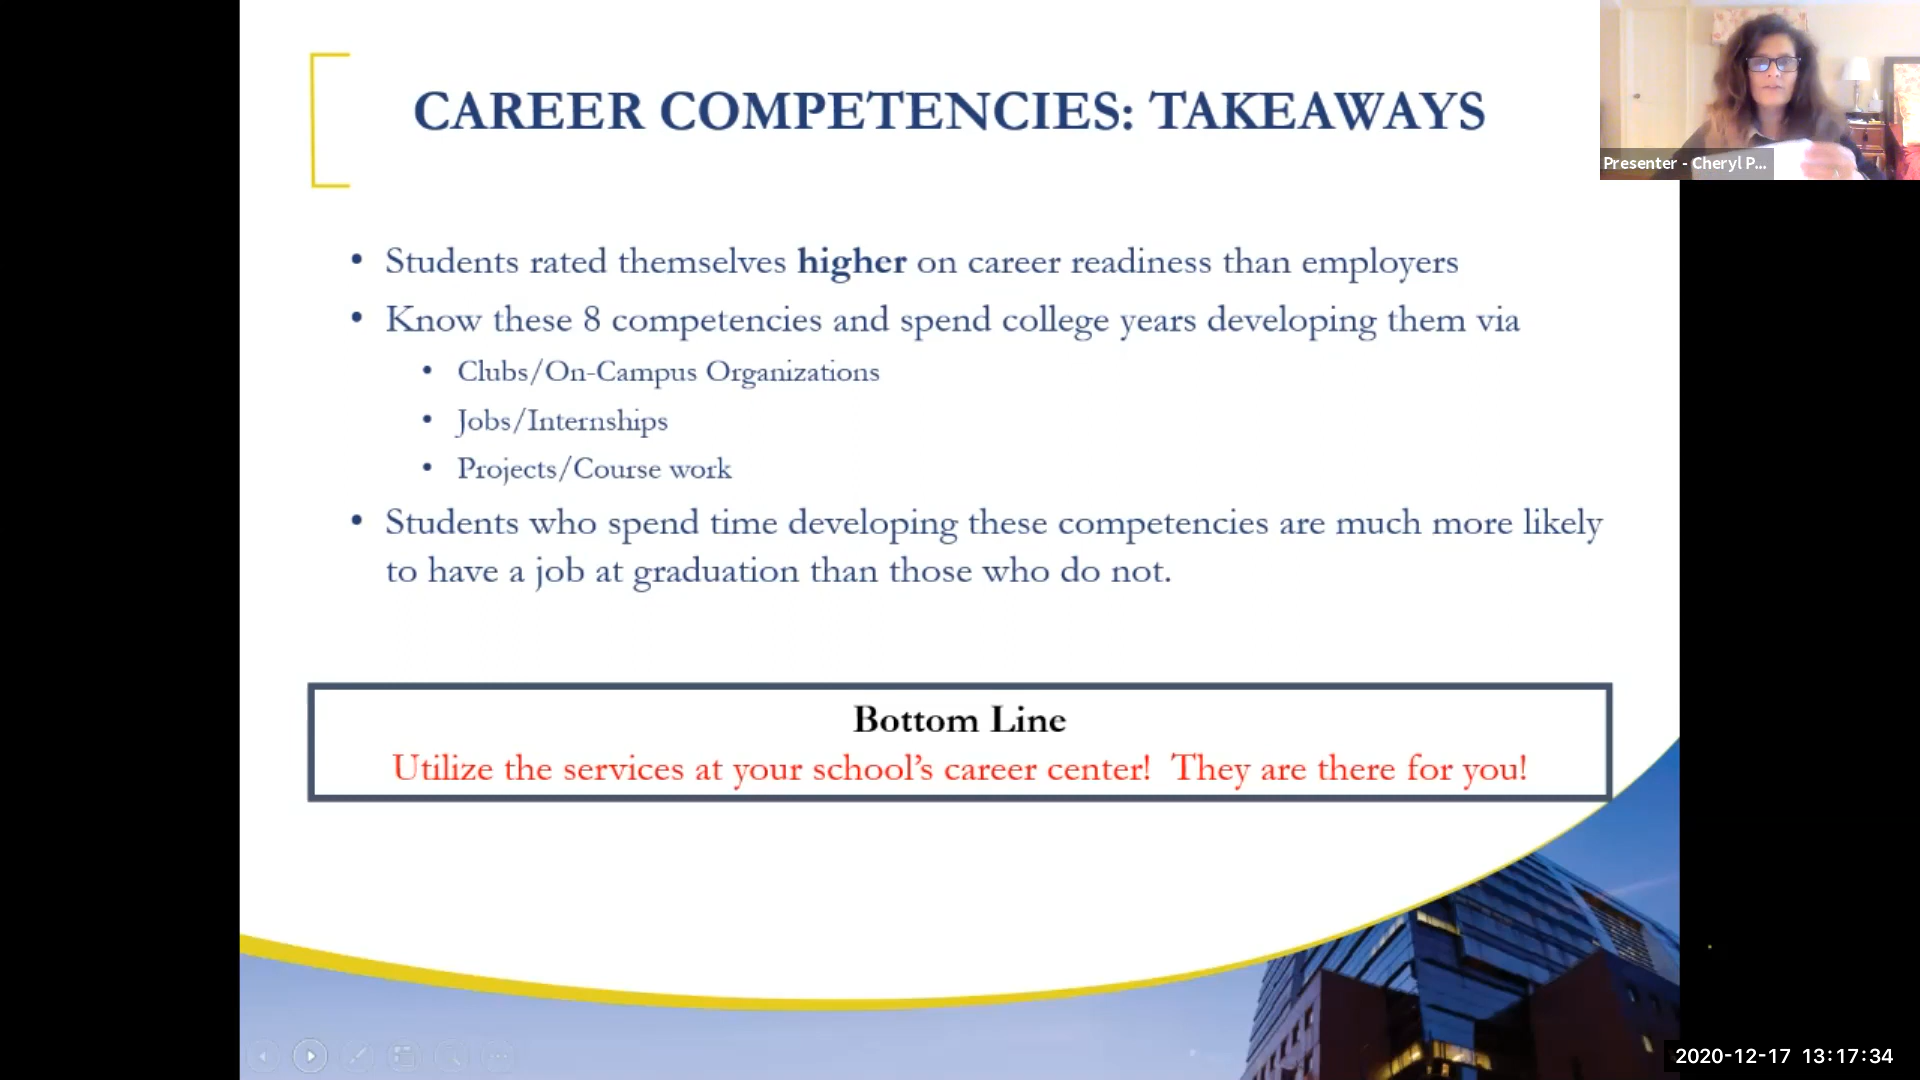 CAREER COMPETENCIES: TAKEAWAYS
Presenter - Cheryl P...
• Students rated themselves higher on career readiness than employers
• Know these 8 competencies and spend college years developing them via
• Clubs/On-Campus Organizations
• Jobs/Internships
• Projects/Course work
• Students who spend time developing these competencies are much more likely
to have a job at graduation than those who do not.
Bottom Line
Utilize the services at your school's career center!  They are there for you!
2020-12-17 13:17:34